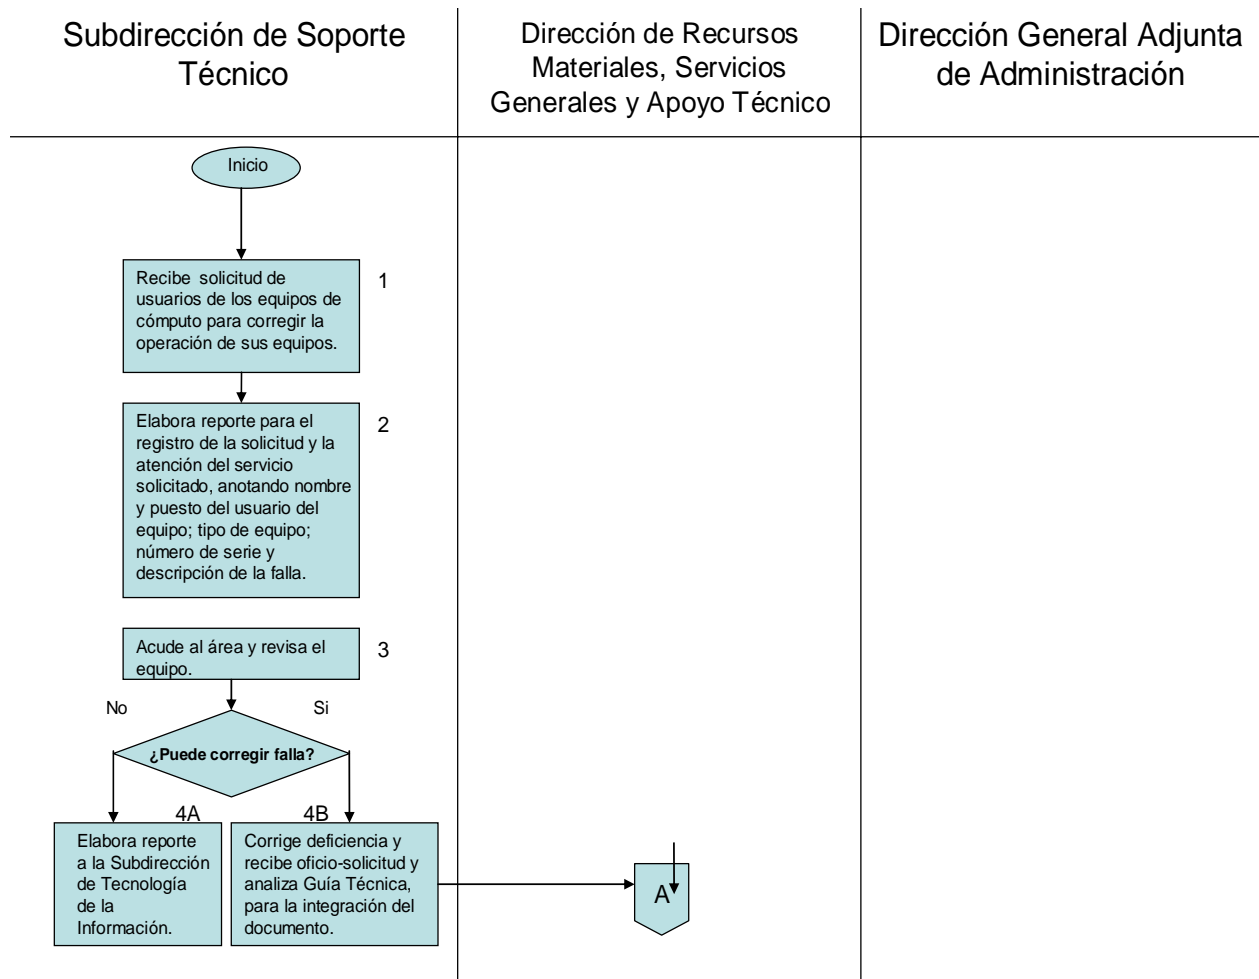 Subdirección de Soporte
Técnico
Dirección de Recursos
Materiales, Servicios
Generales y Apoyo Técnico
Dirección General Adjunta
de Administración
Inicio
Recibe solicitud de
usuarios de los equipos de
cómputo para corregir la
operación de sus equipos.
1
Elabora reporte para el
registro de la solicitud y la
atención del servicio
solicitado, anotando nombre
y puesto del usuario del
equipo; tipo de equipo;
número de serie y
descripción de la falla.
2
Acude al área y revisa el
equipo.
3
No
Si
¿Puede corregir falla?
4A
4B
Elabora reporte
a la Subdirección
de Tecnología
de la
Información.
Corrige deficiencia y
recibe oficio-solicitud y
analiza Guía Técnica,
para la integración del
documento.
A